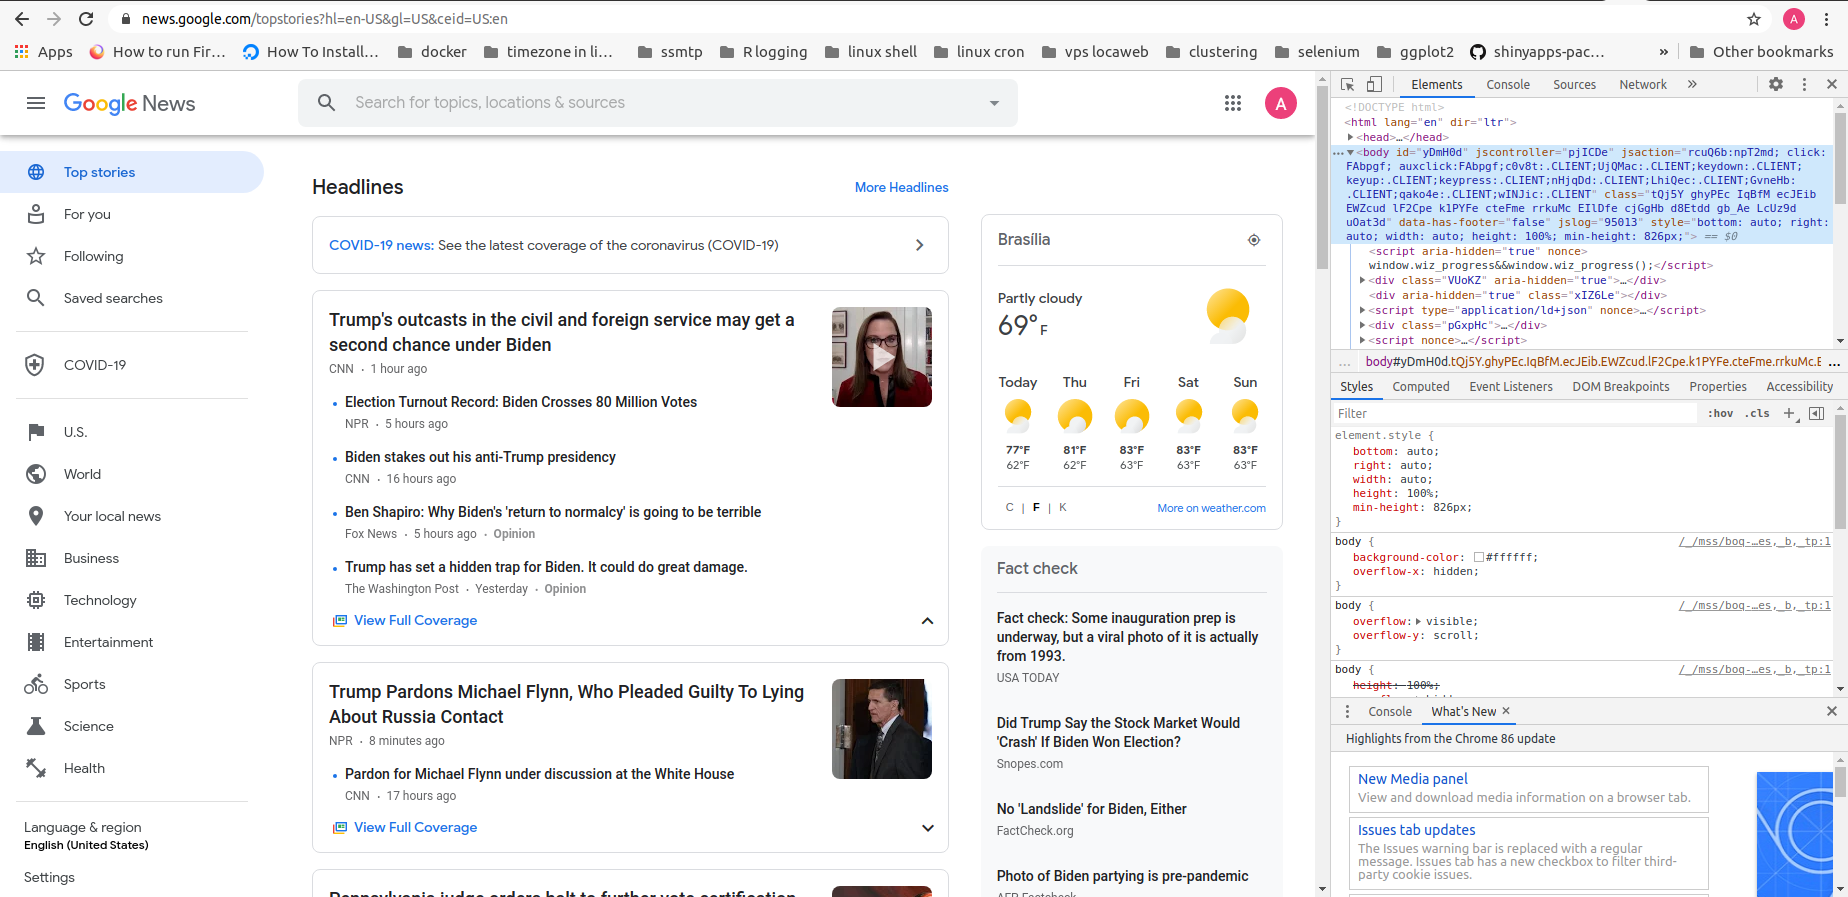 news.google.com/topstories?hl=en-US&gl=US&ceid=US:en
A
Apps
How to run Fir...
How To Install...
docker
timezone in li...
ssmtp
R logging
linux shell
linux cron
vps locaweb
clustering
selenium
ggplot2
shinyapps-pac...
»
Other bookmarks
Google News
Search for topics, locations & sources
A
Top stories
For you
Following
Saved searches
COVID-19
U.S.
World
Your local news
Business
Technology
Entertainment
Sports
Science
Health
Language & region
English (United States)
Settings
Headlines
More Headlines
COVID-19 news: See the latest coverage of the coronavirus (COVID-19)
Trump's outcasts in the civil and foreign service may get a
second chance under Biden
CNN · 1 hour ago
Election Turnout Record: Biden Crosses 80 Million Votes
NPR · 5 hours ago
Biden stakes out his anti-Trump presidency
CNN · 16 hours ago
Ben Shapiro: Why Biden's 'return to normalcy' is going to be terrible
Fox News · 5 hours ago · Opinion
Trump has set a hidden trap for Biden. It could do great damage.
The Washington Post · Yesterday · Opinion
View Full Coverage
Trump Pardons Michael Flynn, Who Pleaded Guilty To Lying
About Russia Contact
NPR · 8 minutes ago
Pardon for Michael Flynn under discussion at the White House
CNN · 17 hours ago
View Full Coverage
Pennsylvania judge orders halt to further vote certification
Brasília
Partly cloudy
69° F
Today Thu Fri Sat Sun
77°F 81°F 83°F 83°F 83°F
62°F 62°F 63°F 63°F 63°F
C | F | K
More on weather.com
Fact check
Fact check: Some inauguration prep is
underway, but a viral photo of it is actually
from 1993.
USA TODAY
Did Trump Say the Stock Market Would
'Crash' If Biden Won Election?
Snopes.com
No 'Landslide' for Biden, Either
FactCheck.org
Photo of Biden partying is pre-pandemic
AFP Factcheck
Elements Console Sources Network »
<!DOCTYPE html>
<html lang="en" dir="ltr">
<head>…</head>
<body id="yDmH0d" jscontroller="pjICDe" jsaction="rcuQ6b:npT2md; click:
FAbpgf; auxclick:FAbpgf;c0v8t:.CLIENT;UjQMac:.CLIENT;keydown:.CLIENT;
keyup:.CLIENT;keypress:.CLIENT;nHjqDd:.CLIENT;LhiQec:.CLIENT;GvneHb:
.CLIENT;qako4e:.CLIENT;wINJic:.CLIENT" class="tQj5Y ghyPEc IqBfM ecJEib
EWZcud lF2Cpe k1PYFe cteFme rrkuMc EIlDfe cjGgHb d8Etdd gb_Ae LcUz9d
uOat3d" data-has-footer="false" jslog="95013" style="bottom: auto; right:
auto; width: auto; height: 100%; min-height: 826px;"> == $0
<script aria-hidden="true" nonce>
window.wiz_progress&&window.wiz_progress();</script>
<div class="VUoKZ" aria-hidden="true">…</div>
<div aria-hidden="true" class="xIZ6Le"></div>
<script type="application/ld+json" nonce>…</script>
<div class="pGxpHc">…</div>
<script nonce>…</script>
... body#yDmH0d.tQj5Y.ghyPEc.IqBfM.ecJEib.EWZcud.lF2Cpe.k1PYFe.cteFme.rrkuMc.E ...
Styles Computed Event Listeners DOM Breakpoints Properties Accessibility
Filter
:hov .cls +
element.style {
bottom: auto;
right: auto;
width: auto;
height: 100%;
min-height: 826px;
}
body { /_/mss/boq-…es,_b,_tp:1
background-color: #ffffff;
overflow-x: hidden;
}
body { /_/mss/boq-…es,_b,_tp:1
overflow: visible;
overflow-y: scroll;
}
body { /_/mss/boq-…es,_b,_tp:1
height: 100%;
Console What's New
Highlights from the Chrome 86 update
New Media panel
View and download media information on a browser tab.
Issues tab updates
The Issues warning bar is replaced with a regular
message. Issues tab has a new checkbox to filter third-
party cookie issues.